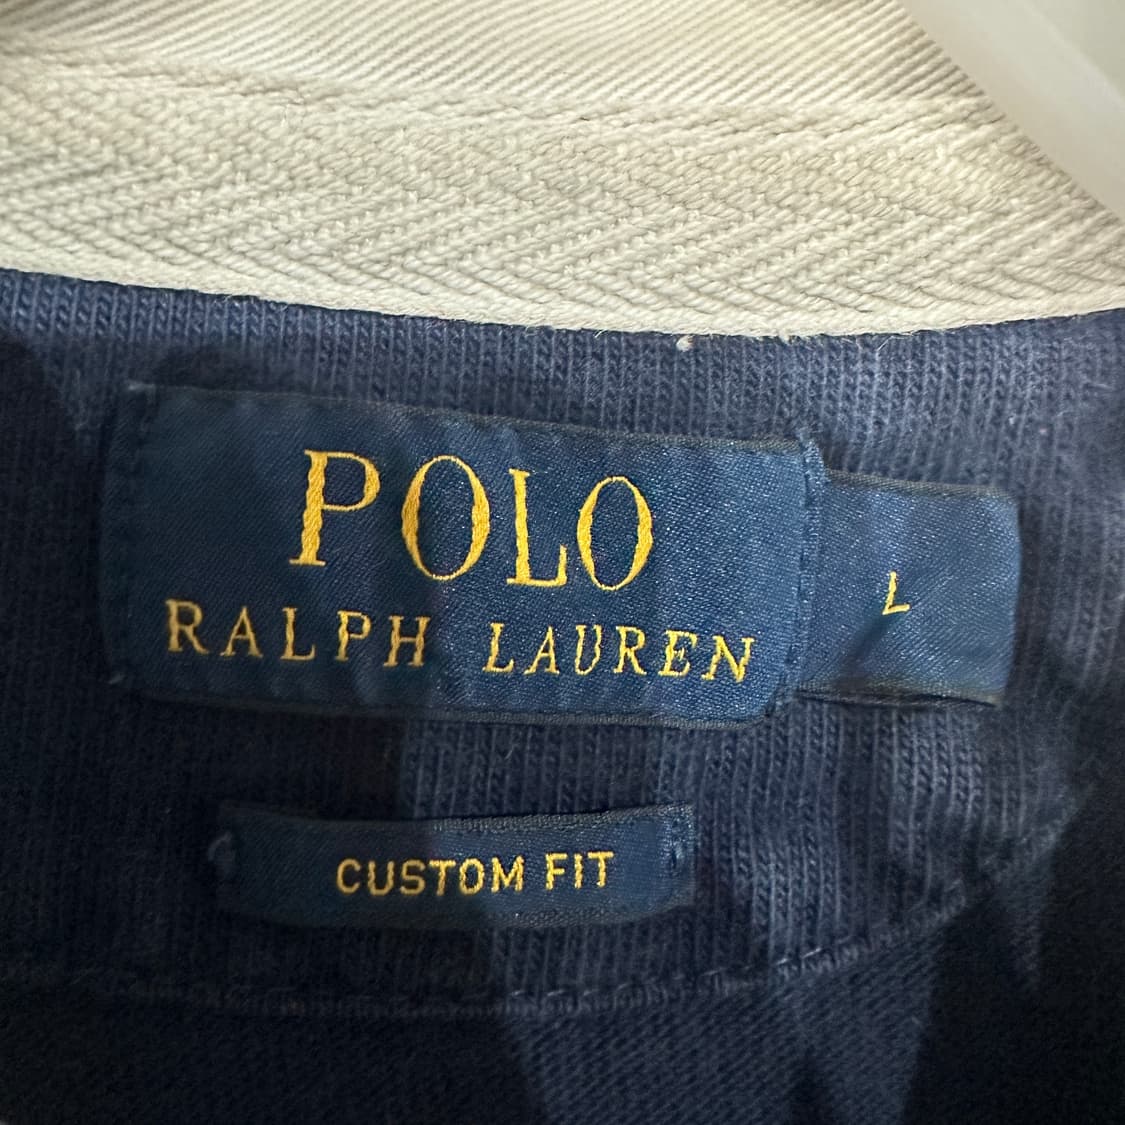 POLO
RALPH LAUREN
L
CUSTOM FIT